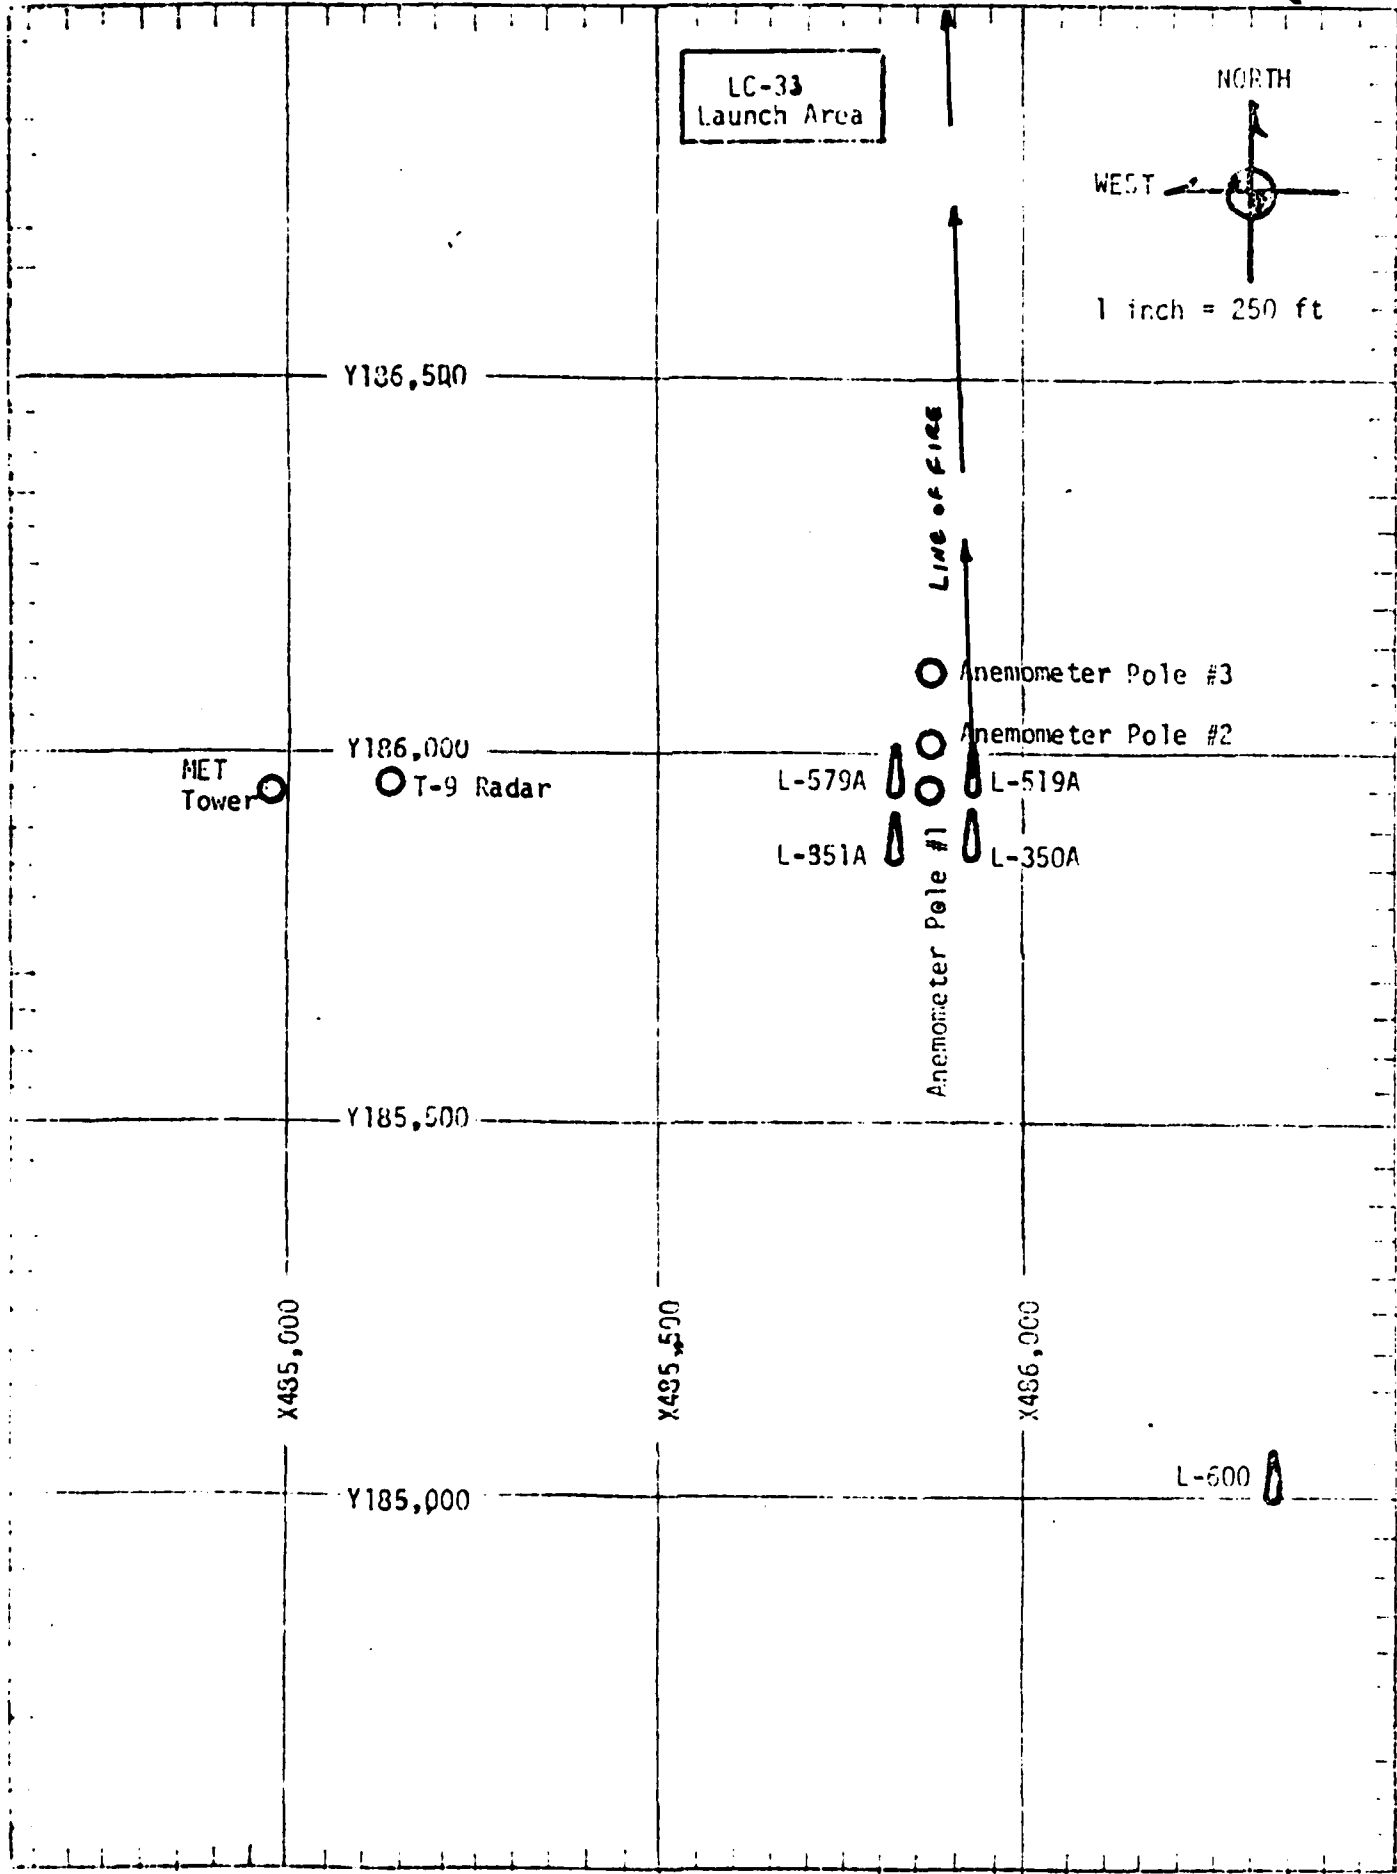 LC-33
Launch Area
NORTH
WEST
1 inch = 250 ft
Y186,500
LINE OF FIRE
Anemometer Pole #3
Y186,000
Anemometer Pole #2
MET
Tower
T-9 Radar
L-579A
L-519A
L-351A
L-350A
Anemometer Pole #1
Y185,500
X485,000
X485,500
X486,000
L-600
Y185,000